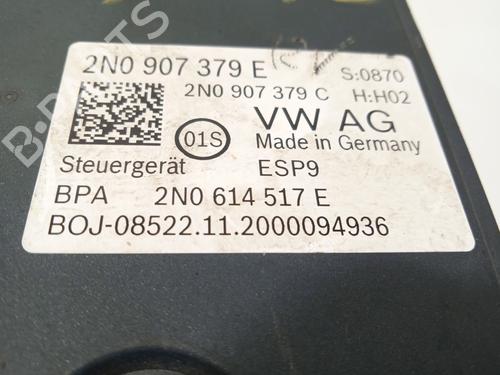 2N0 907 379 E
S:0870
2N0 907 379 C
H:H02
01S
VW AG
Made in Germany
Steuergerät
ESP9
BPA 2N0 614 517 E
BOJ-08522.11.2000094936
B-PARTS